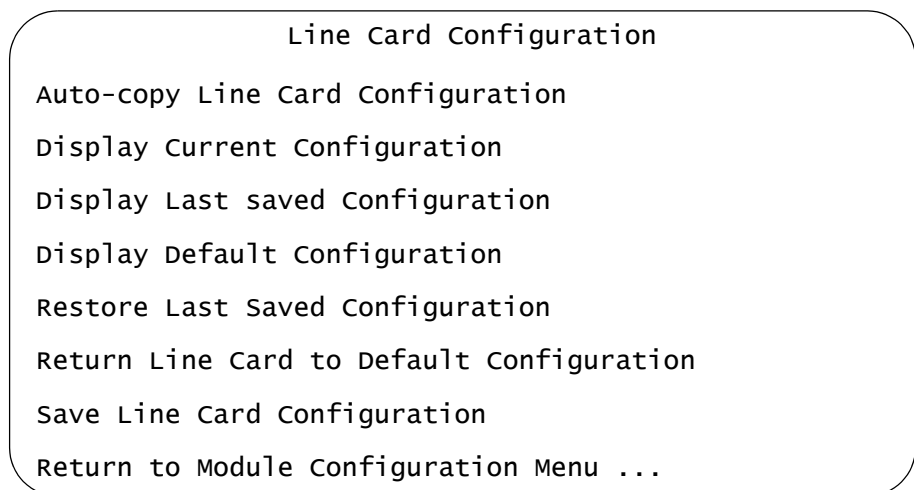 Line Card Configuration
Auto-copy Line Card Configuration
Display Current Configuration
Display Last saved Configuration
Display Default Configuration
Restore Last Saved Configuration
Return Line Card to Default Configuration
Save Line Card Configuration
Return to Module Configuration Menu ...